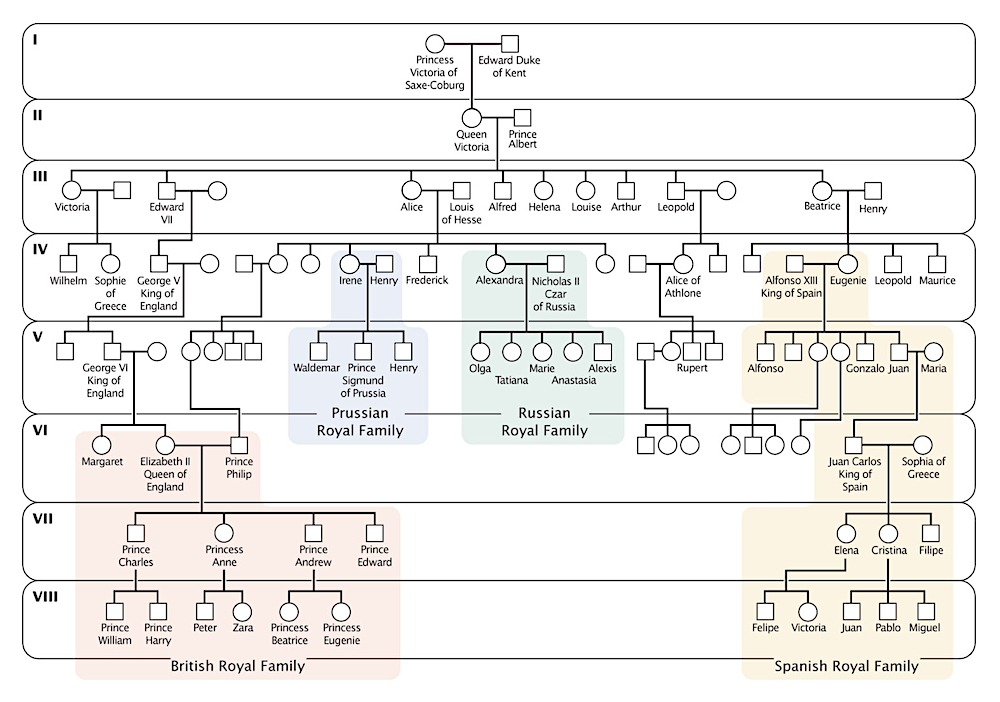 I
Princess
Victoria of
Saxe-Coburg
Edward Duke
of Kent
II
Queen
Victoria
Prince
Albert
III
Victoria
Edward
VII
Alice
Louis
of Hesse
Alfred
Helena
Louise
Arthur
Leopold
Beatrice
Henry
IV
Wilhelm
Sophie
of
Greece
George V
King of
England
Irene
Henry
Frederick
Alexandra
Nicholas II
Czar
of Russia
Alice of
Athlone
Alfonso XIII
King of Spain
Eugenie
Leopold
Maurice
V
George VI
King of
England
Waldemar
Prince
Sigmund
of Prussia
Henry
Olga
Tatiana
Marie
Anastasia
Alexis
Rupert
Alfonso
Gonzalo
Juan
Maria
Prussian
Royal Family
Russian
Royal Family
VI
Margaret
Elizabeth II
Queen of
England
Prince
Philip
Juan Carlos
King of
Spain
Sophia of
Greece
VII
Prince
Charles
Princess
Anne
Prince
Andrew
Prince
Edward
Elena
Cristina
Filipe
VIII
Prince
William
Prince
Harry
Peter
Zara
Princess
Beatrice
Princess
Eugenie
Felipe
Victoria
Juan
Pablo
Miguel
British Royal Family
Spanish Royal Family